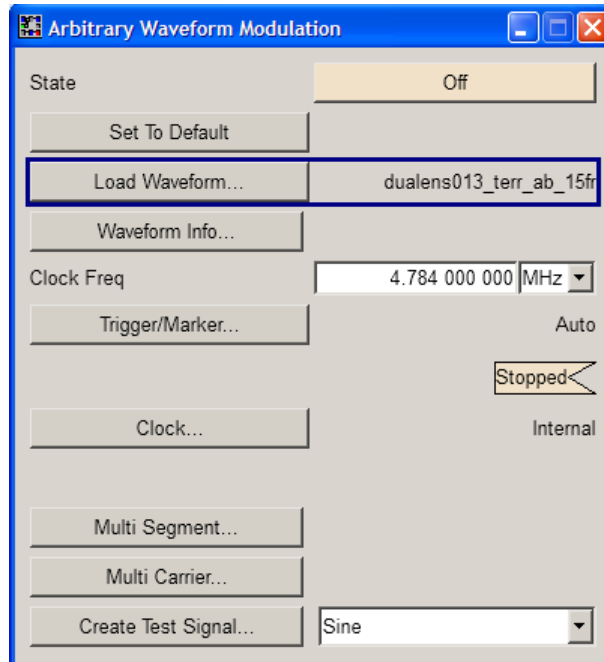 Arbitrary Waveform Modulation
State Off
Set To Default
Load Waveform... dualens013_terr_ab_15fr
Waveform Info...
Clock Freq 4.784 000 000 MHz
Trigger/Marker... Auto
Stopped
Clock... Internal
Multi Segment...
Multi Carrier...
Create Test Signal... Sine